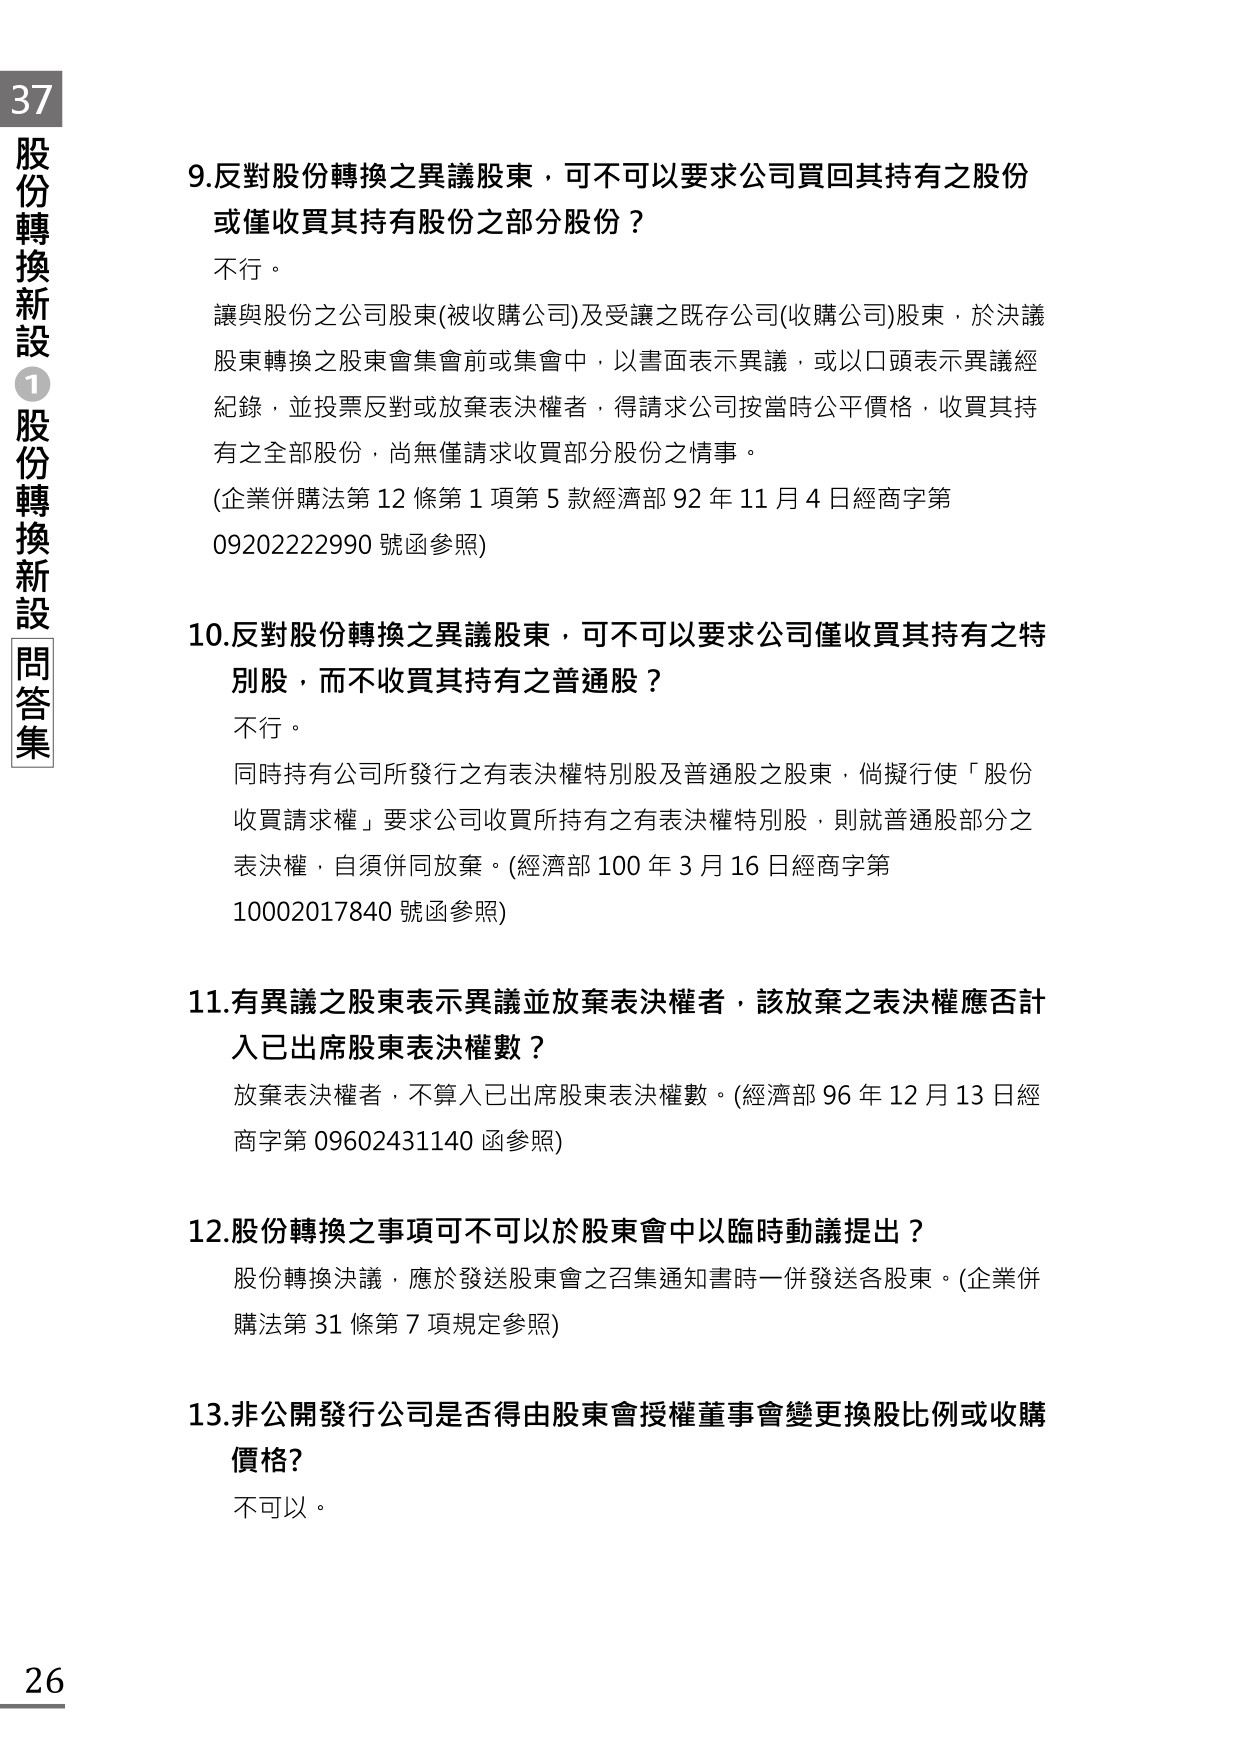 37
股份轉換新設1股份轉換新設問答集
9.反對股份轉換之異議股東，可不可以要求公司買回其持有之股份
或僅收買其持有股份之部分股份？
不行。
讓與股份之公司股東(被收購公司)及受讓之既存公司(收購公司)股東，於決議
股東轉換之股東會集會前或集會中，以書面表示異議，或以口頭表示異議經
紀錄，並投票反對或放棄表決權者，得請求公司按當時公平價格，收買其持
有之全部股份，尚無僅請求收買部分股份之情事。
(企業併購法第 12 條第 1 項第 5 款經濟部 92 年 11 月 4 日經商字第
09202222990 號函參照)
10.反對股份轉換之異議股東，可不可以要求公司僅收買其持有之特
別股，而不收買其持有之普通股？
不行。
同時持有公司所發行之有表決權特別股及普通股之股東，倘擬行使「股份
收買請求權」要求公司收買所持有之有表決權特別股，則就普通股部分之
表決權，自須併同放棄。(經濟部 100 年 3 月 16 日經商字第
10002017840 號函參照)
11.有異議之股東表示異議並放棄表決權者，該放棄之表決權應否計
入已出席股東表決權數？
放棄表決權者，不算入已出席股東表決權數。(經濟部 96 年 12 月 13 日經
商字第 09602431140 函參照)
12.股份轉換之事項可不可以於股東會中以臨時動議提出？
股份轉換決議，應於發送股東會之召集通知書時一併發送各股東。(企業併
購法第 31 條第 7 項規定參照)
13.非公開發行公司是否得由股東會授權董事會變更換股比例或收購
價格?
不可以。
26